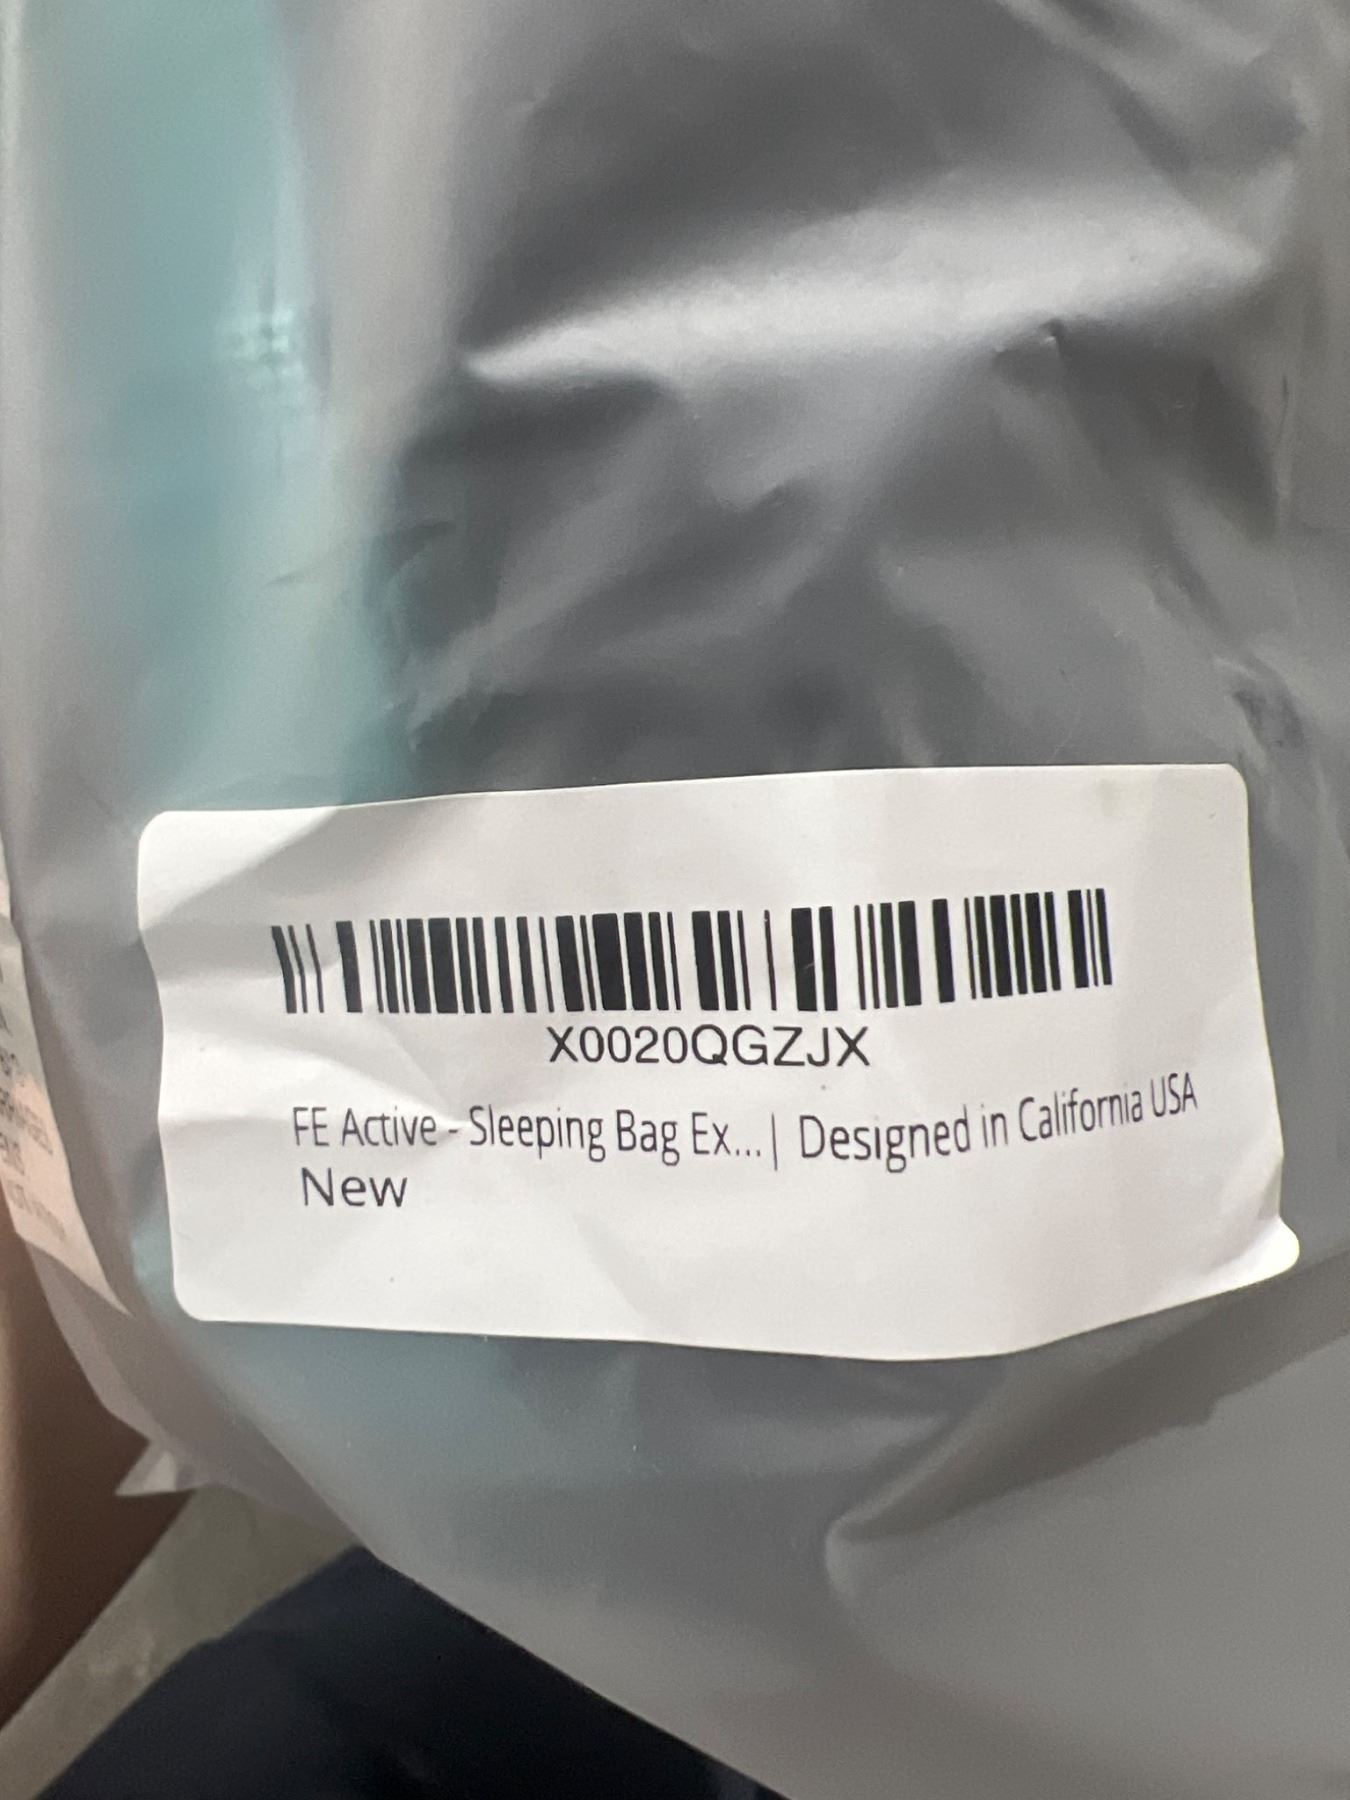 X0020QGZJX
FE Active - Sleeping Bag Ex...| Designed in California USA
New